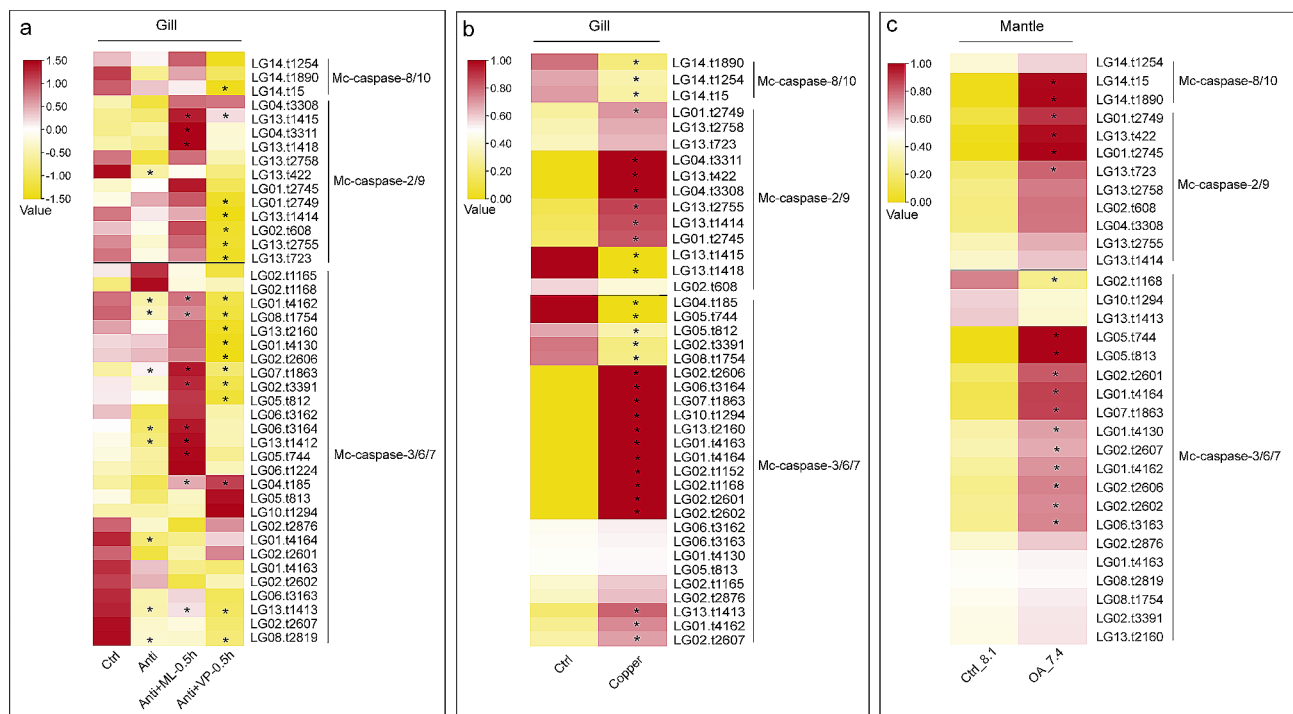 a
Gill
1.50
1.00
0.50
0.00
-0.50
-1.00
-1.50
Value
LG14.t1254
LG14.t1890
LG14.t15
LG04.t3308
LG13.t1415
LG04.t3311
LG13.t1418
LG13.t2758
LG13.t422
LG01.t2745
LG01.t2749
LG13.t1414
LG02.t608
LG13.t2755
LG13.t723
LG02.t1165
LG02.t1168
LG01.t4162
LG08.t1754
LG13.t2160
LG01.t4130
LG02.t2606
LG07.t1863
LG02.t3391
LG05.t812
LG06.t3162
LG06.t3164
LG13.t1412
LG05.t744
LG06.t1224
LG04.t185
LG05.t813
LG10.t1294
LG02.t2876
LG01.t4164
LG02.t2601
LG01.t4163
LG02.t2602
LG06.t3163
LG13.t1413
LG02.t2607
LG08.t2819
Mc-caspase-8/10
Mc-caspase-2/9
Mc-caspase-3/6/7
Ctrl
Anti
Anti+ML-0.5h
Anti+VP-0.5h
b
Gill
1.00
0.80
0.60
0.40
0.20
0.00
Value
LG14.t1890
LG14.t1254
LG14.t15
LG01.t2749
LG13.t2758
LG13.t723
LG04.t3311
LG13.t422
LG04.t3308
LG13.t2755
LG13.t1414
LG01.t2745
LG13.t1415
LG13.t1418
LG02.t608
LG04.t185
LG05.t744
LG05.t812
LG02.t3391
LG08.t1754
LG02.t2606
LG06.t3164
LG07.t1863
LG10.t1294
LG13.t2160
LG01.t4163
LG01.t4164
LG02.t1152
LG02.t1168
LG02.t2601
LG02.t2602
LG06.t3162
LG06.t3163
LG01.t4130
LG05.t813
LG02.t1165
LG02.t2876
LG13.t1413
LG01.t4162
LG02.t2607
Mc-caspase-8/10
Mc-caspase-2/9
Mc-caspase-3/6/7
Ctrl
Copper
c
Mantle
1.00
0.80
0.60
0.40
0.20
0.00
Value
LG14.t1254
LG14.t15
LG14.t1890
LG01.t2749
LG13.t422
LG01.t2745
LG13.t723
LG13.t2758
LG02.t608
LG04.t3308
LG13.t2755
LG13.t1414
LG02.t1168
LG10.t1294
LG13.t1413
LG05.t744
LG05.t813
LG02.t2601
LG01.t4164
LG07.t1863
LG01.t4130
LG02.t2607
LG01.t4162
LG02.t2606
LG02.t2602
LG06.t3163
LG02.t2876
LG01.t4163
LG08.t2819
LG08.t1754
LG02.t3391
LG13.t2160
Mc-caspase-8/10
Mc-caspase-2/9
Mc-caspase-3/6/7
Ctrl_8.1
OA_7.4